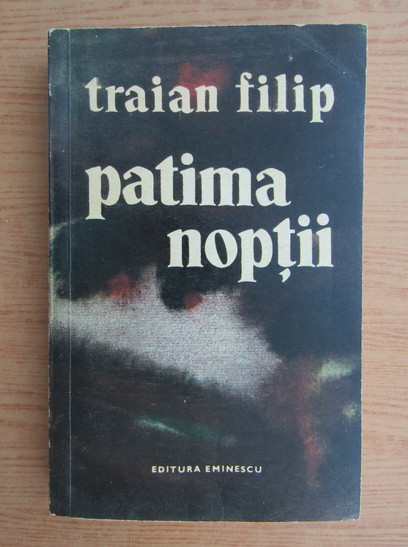 traian filip
patima
nopții
EDITURA EMINESCU